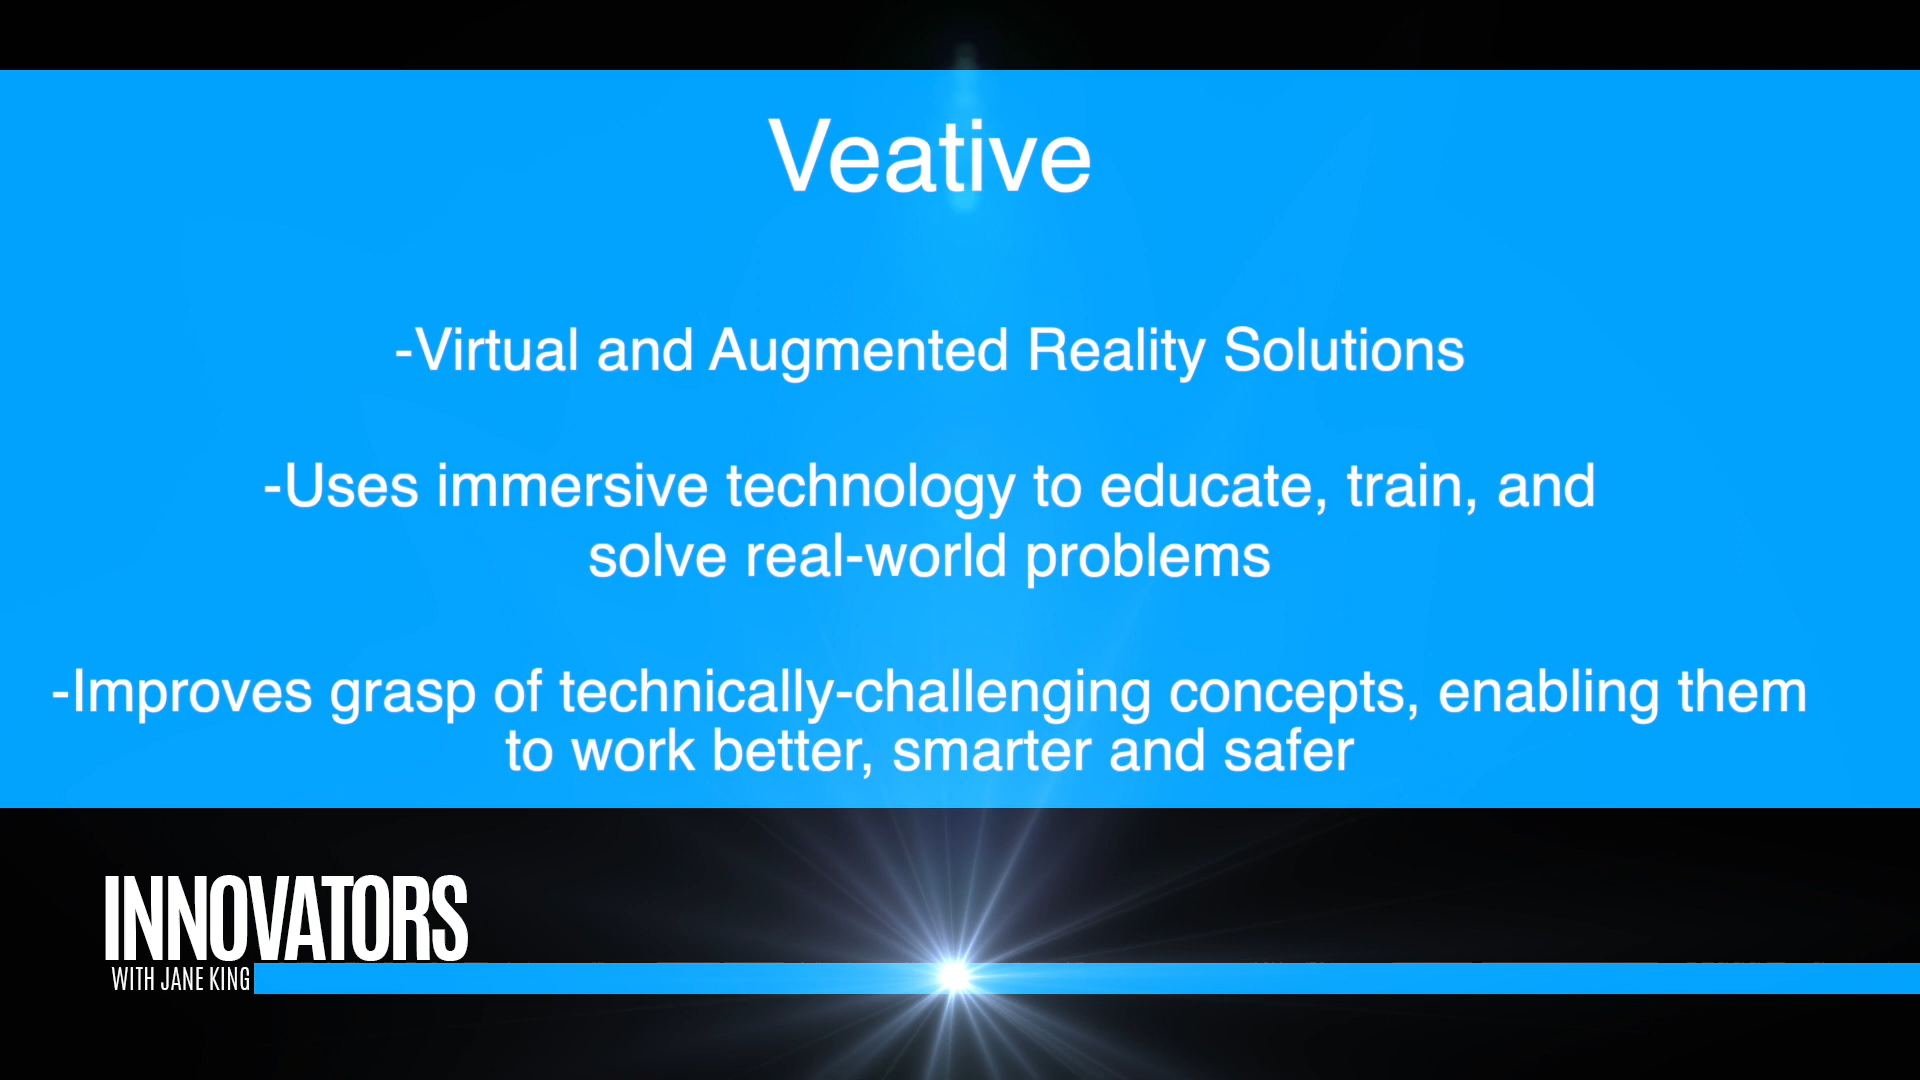 Veative
-Virtual and Augmented Reality Solutions
-Uses immersive technology to educate, train, and
solve real-world problems
-Improves grasp of technically-challenging concepts, enabling them
to work better, smarter and safer
INNOVATORS
WITH JANE KING